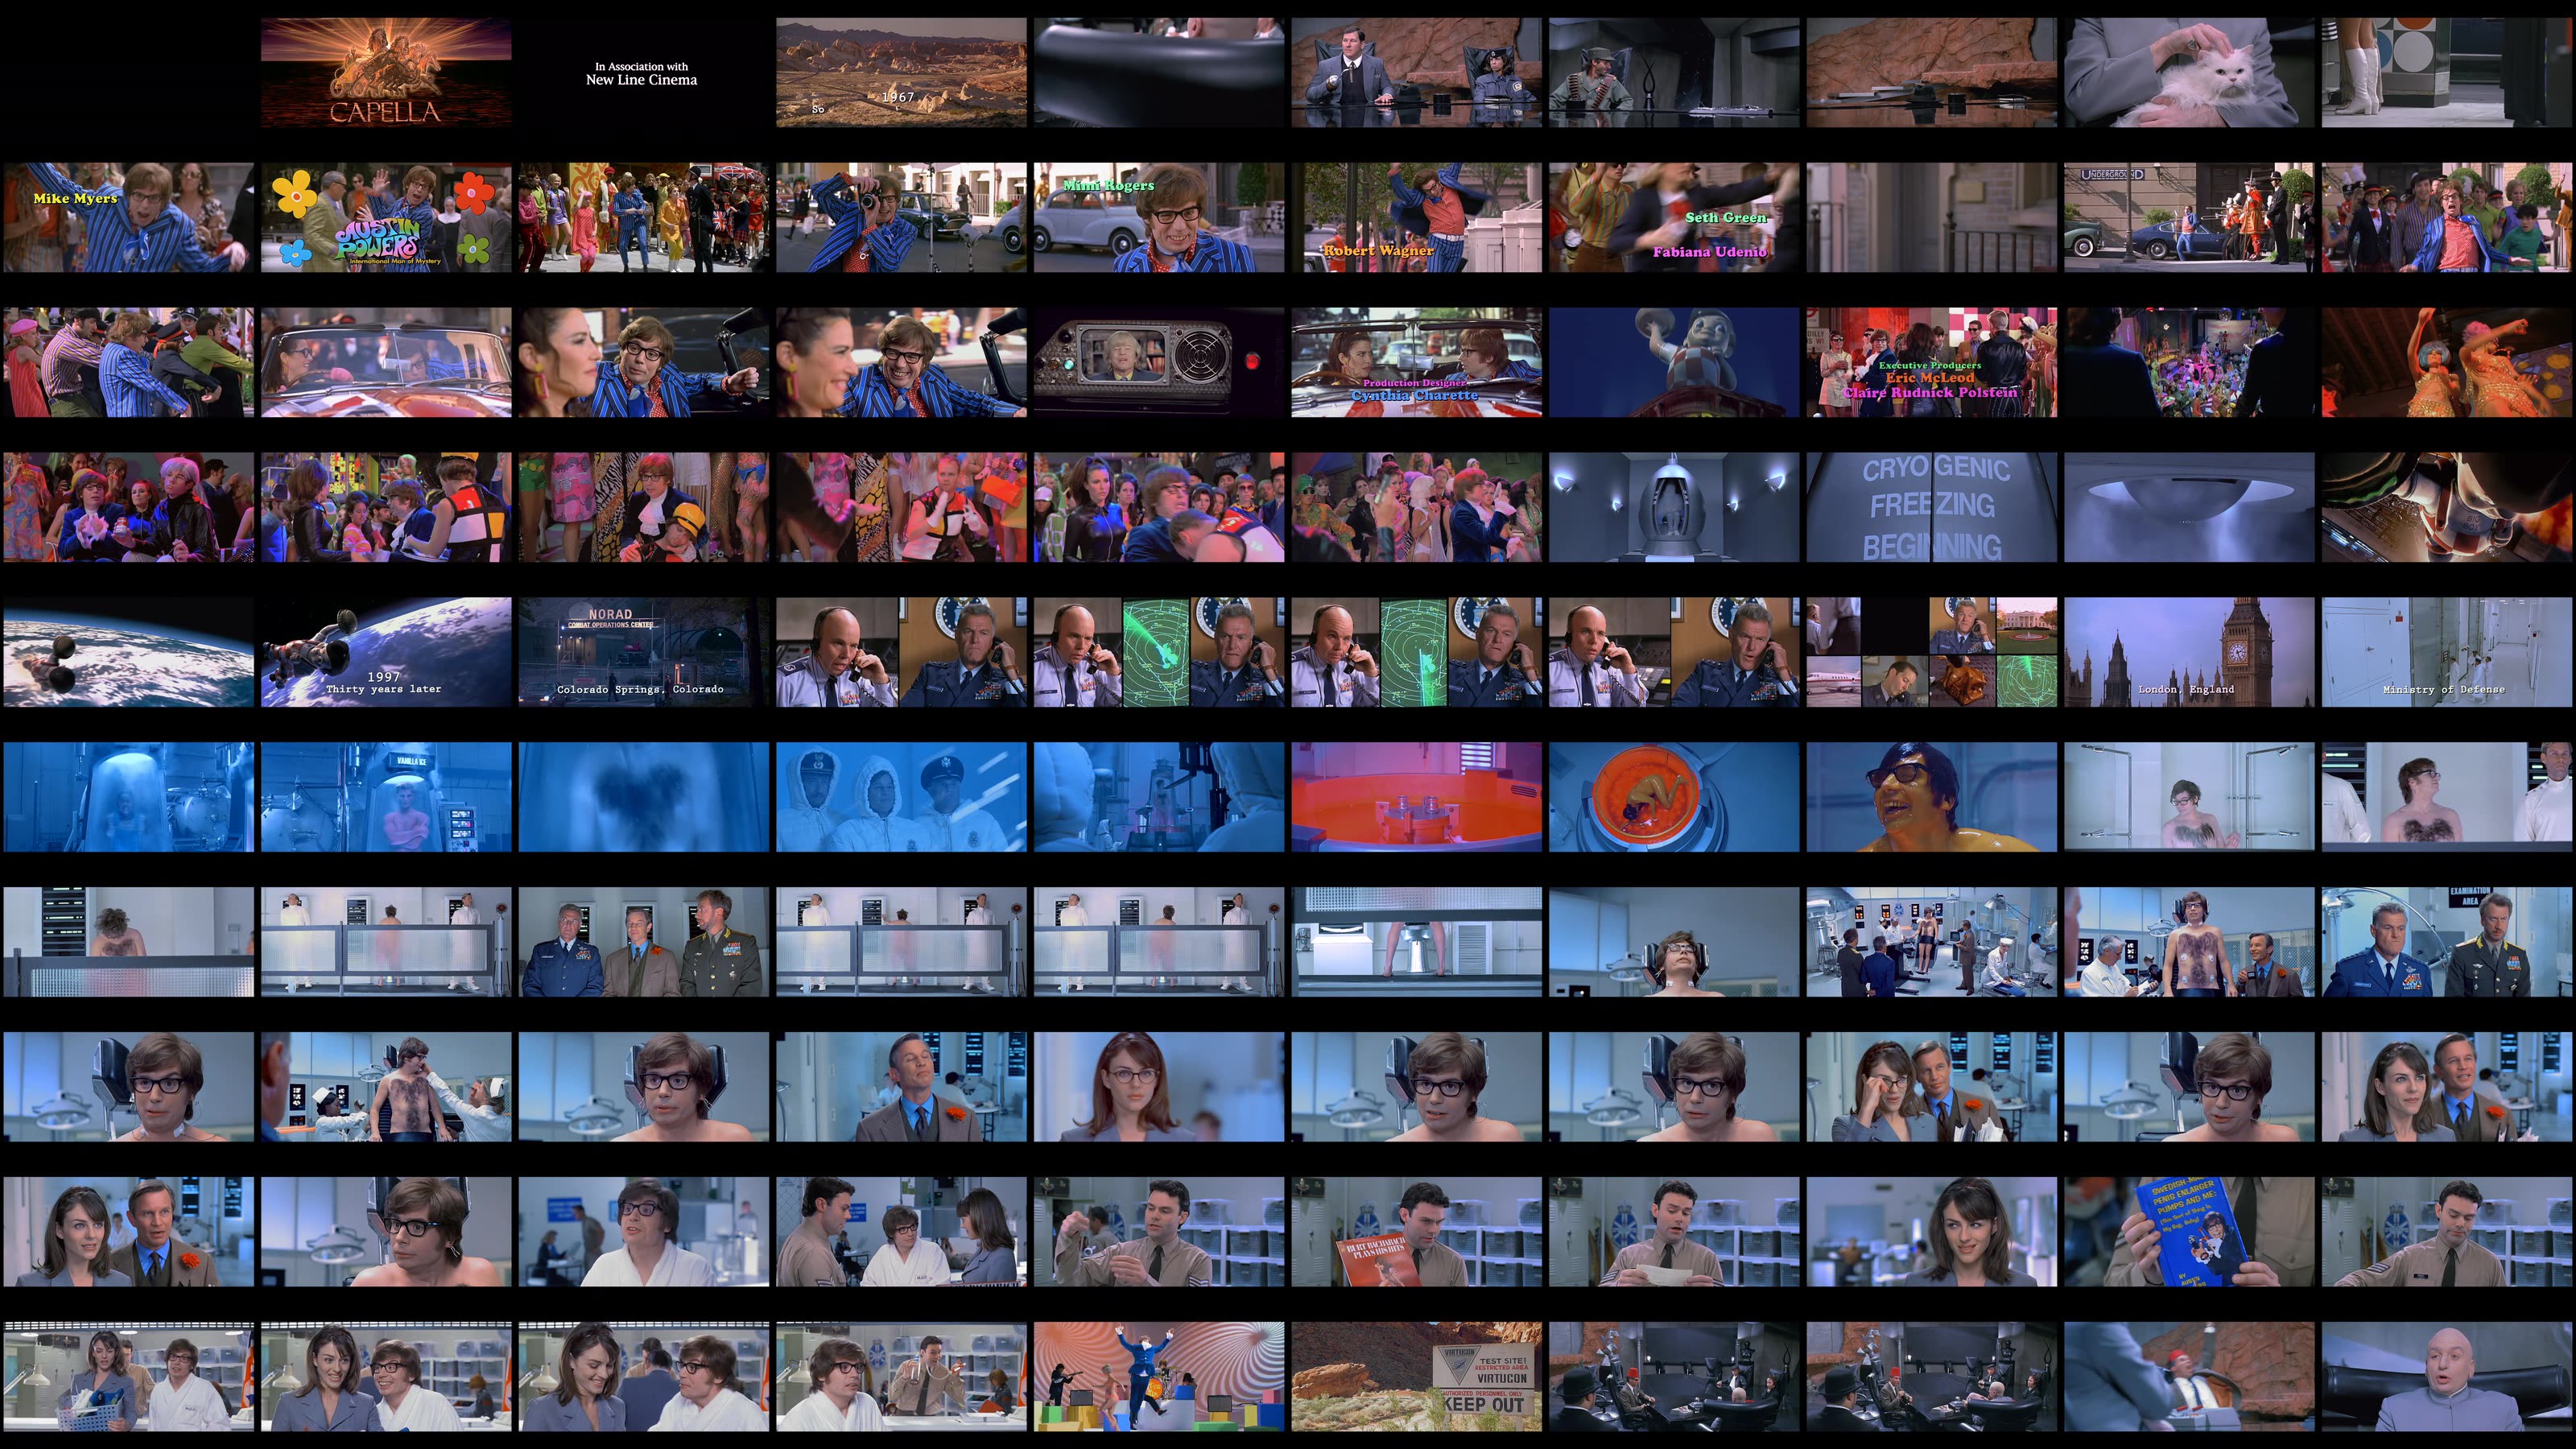 CAPELLA
In Association with
New Line Cinema
1967
So
Mike Myers
AUSTIN
POWERS
International Man of Mystery
Mimi Rogers
Robert Wagner
Seth Green
Fabiana Udenio
UNDERGROUND
Production Designer
Cynthia Charette
Executive Producers
Eric McLeod
Claire Rudnick Polstein
CRYOGENIC
FREEZING
BEGINNING
1997
Thirty years later
NORAD
COMBAT OPERATIONS CENTER
Colorado Springs, Colorado
London, England
Ministry of Defense
VANILLA ICE
EXAMINATION
AREA
BURT BACHARACH
PLAYS HIS HITS
SWEDISH-MADE
PENIS ENLARGER
PUMPS AND ME:
(This Sort of Thing Is
My Bag, Baby)
BY
AUSTIN
VIRTUCON
TEST SITE!
RESTRICTED AREA
VIRTUCON
AUTHORIZED PERSONNEL ONLY
KEEP OUT